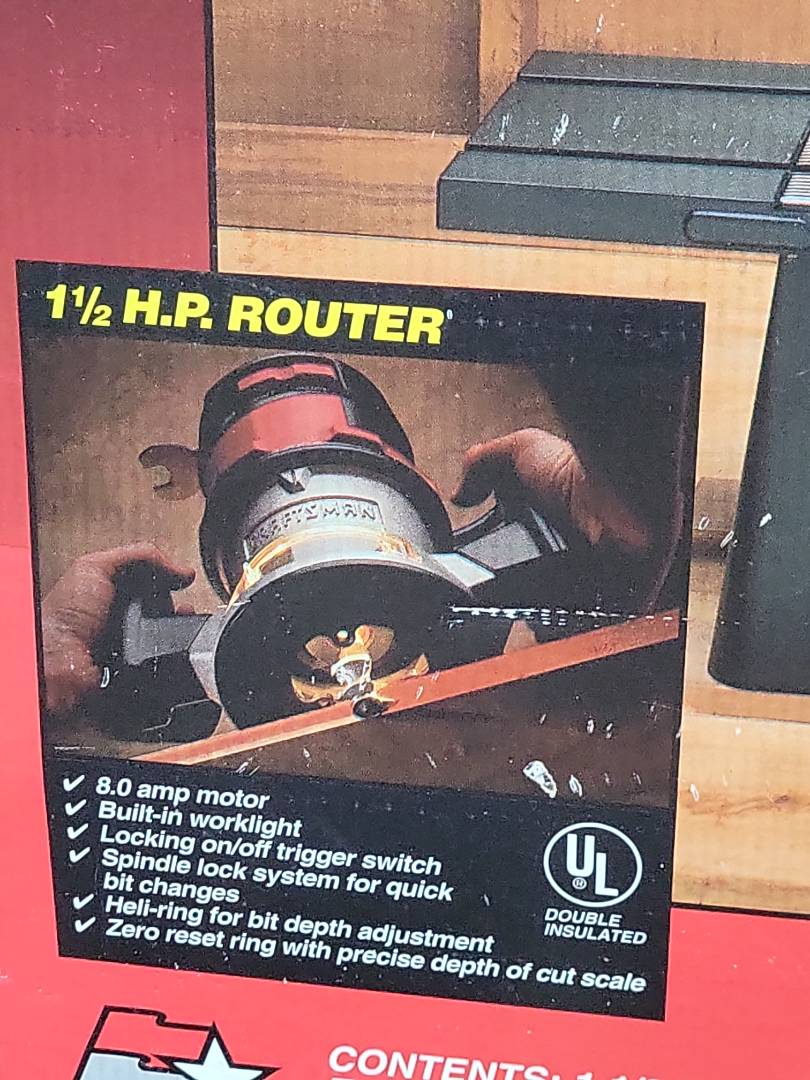 1½ H.P. ROUTER
CRAFTSMAN
✓ 8.0 amp motor
✓ Built-in worklight
✓ Locking on/off trigger switch
✓ Spindle lock system for quick
bit changes
✓ Heli-ring for bit depth adjustment
✓ Zero reset ring with precise depth of cut scale
UL
®
DOUBLE
INSULATED
CONTENTS: